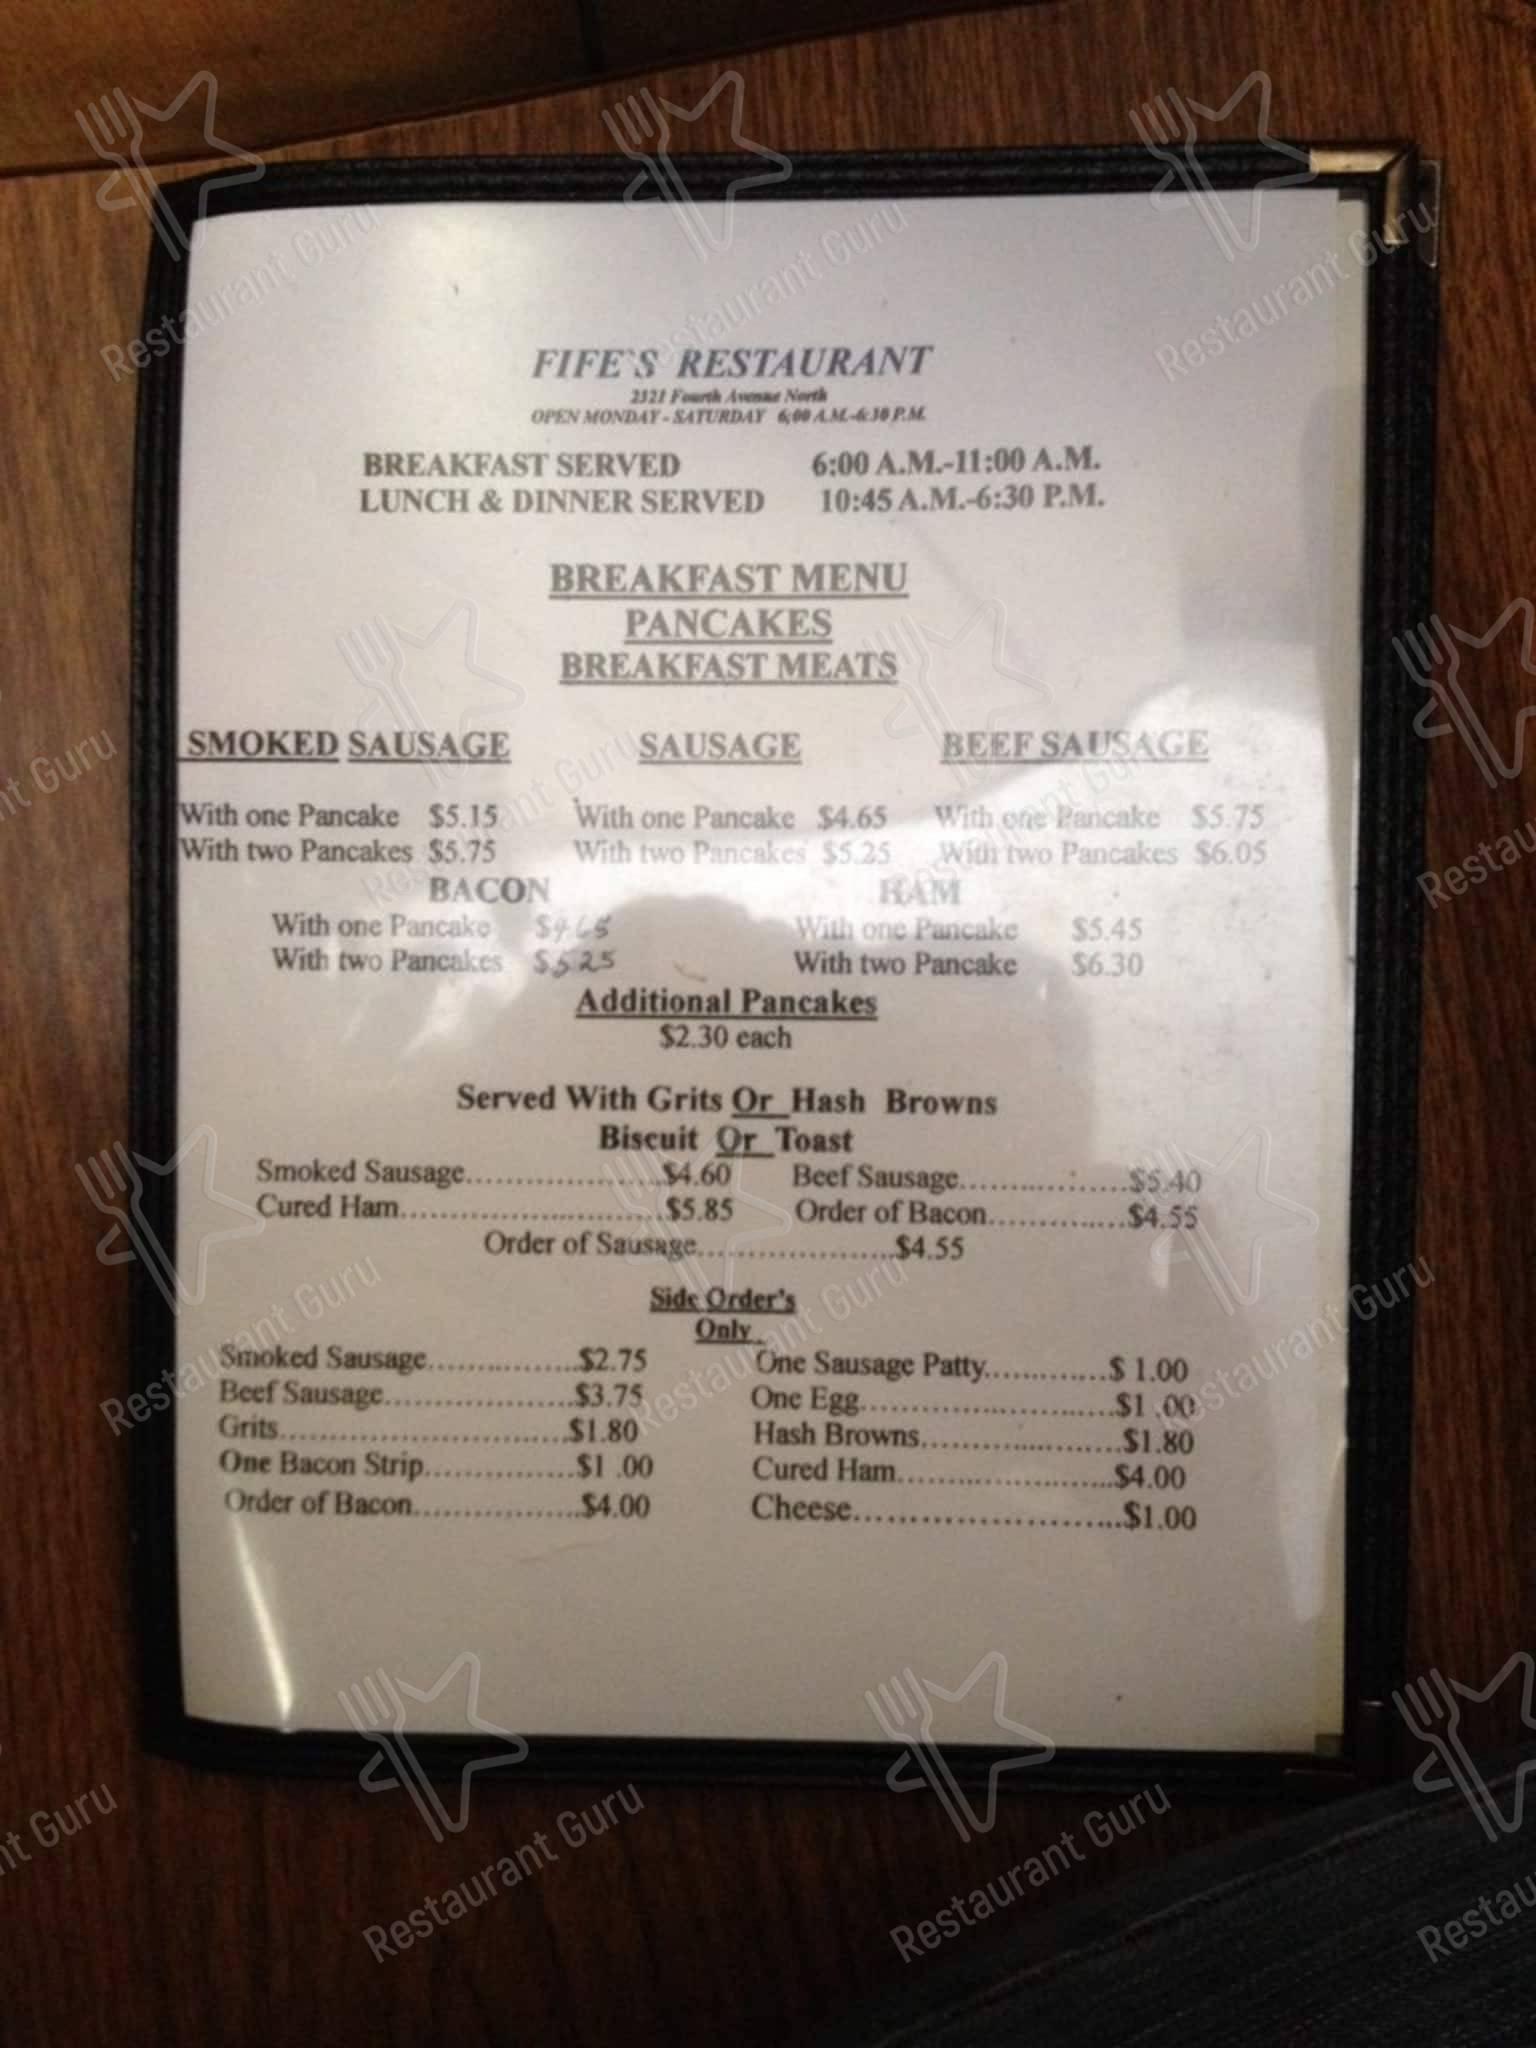 FIFE'S RESTAURANT
2321 Fourth Avenue North
OPEN MONDAY - SATURDAY 6:00 A.M.-6:30 P.M.
BREAKFAST SERVED 6:00 A.M.-11:00 A.M.
LUNCH & DINNER SERVED 10:45 A.M.-6:30 P.M.
BREAKFAST MENU
PANCAKES
BREAKFAST MEATS
SMOKED SAUSAGE SAUSAGE BEEF SAUSAGE
With one Pancake $5.15 With one Pancake $4.65 With one Pancake $5.75
With two Pancakes $5.75 With two Pancakes $5.25 With two Pancakes $6.05
BACON HAM
With one Pancake $4.65 With one Pancake $5.45
With two Pancakes $5.25 With two Pancake $6.30
Additional Pancakes
$2.30 each
Served With Grits Or Hash Browns
Biscuit Or Toast
Smoked Sausage....................$4.60 Beef Sausage.................$5.40
Cured Ham...........................$5.85 Order of Bacon..............$4.55
Order of Sausage....................$4.55
Side Order's
Only
Smoked Sausage...............$2.75 One Sausage Patty.............$ 1.00
Beef Sausage...................$3.75 One Egg.........................$1 .00
Grits.............................$1.80 Hash Browns....................$1.80
One Bacon Strip...............$1 .00 Cured Ham.....................$4.00
Order of Bacon.................$4.00 Cheese........................$1.00
Restaurant Guru